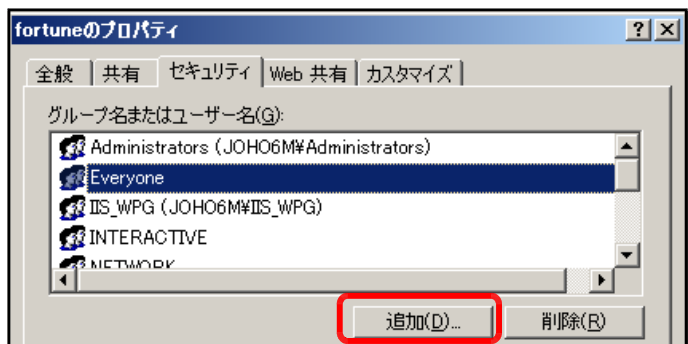 fortuneのプロパティ
全般 共有 セキュリティ Web 共有 カスタマイズ
グループ名またはユーザー名(G):
Administrators (JOHO6M¥Administrators)
Everyone
IIS_WPG (JOHO6M¥IIS_WPG)
INTERACTIVE
NETWORK
追加(D)... 削除(R)